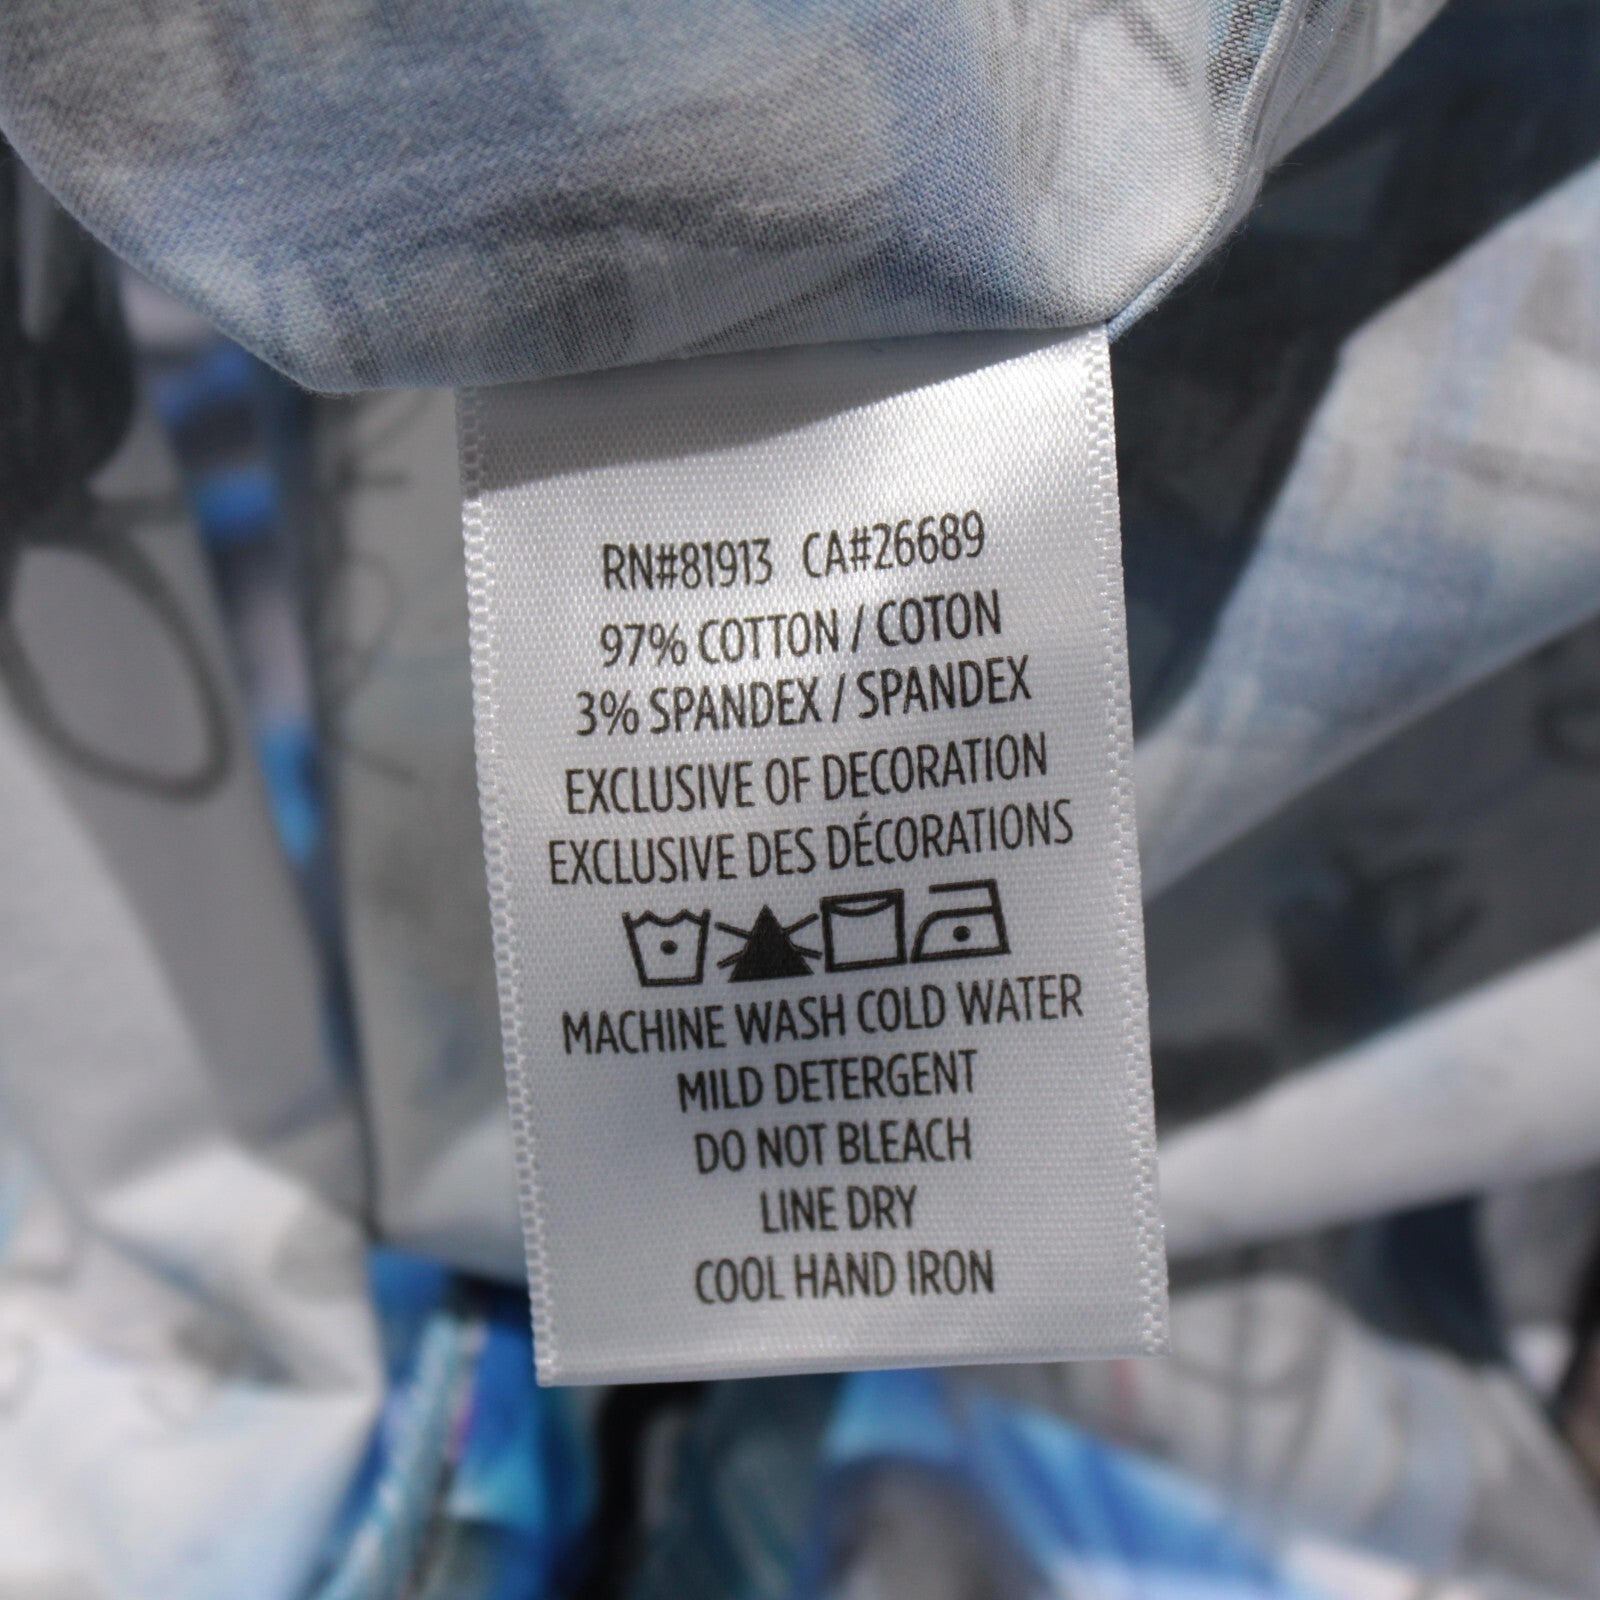 RN#81913 CA#26689
97% COTTON / COTON
3% SPANDEX / SPANDEX
EXCLUSIVE OF DECORATION
EXCLUSIVE DES DÉCORATIONS
MACHINE WASH COLD WATER
MILD DETERGENT
DO NOT BLEACH
LINE DRY
COOL HAND IRON